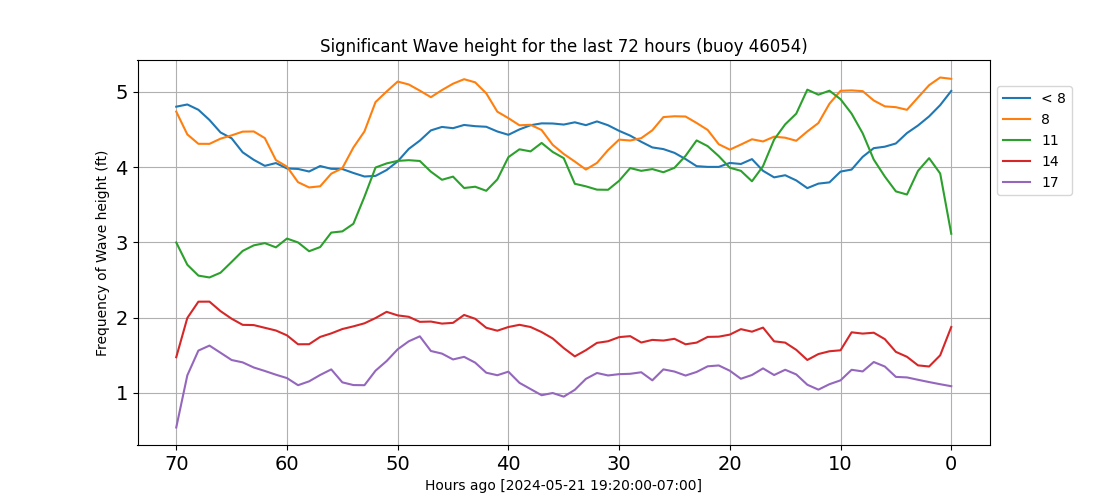 Significant Wave height for the last 72 hours (buoy 46054)
Frequency of Wave height (ft)
5
4
3
2
1
70 60 50 40 30 20 10 0
Hours ago [2024-05-21 19:20:00-07:00]
< 8
8
11
14
17